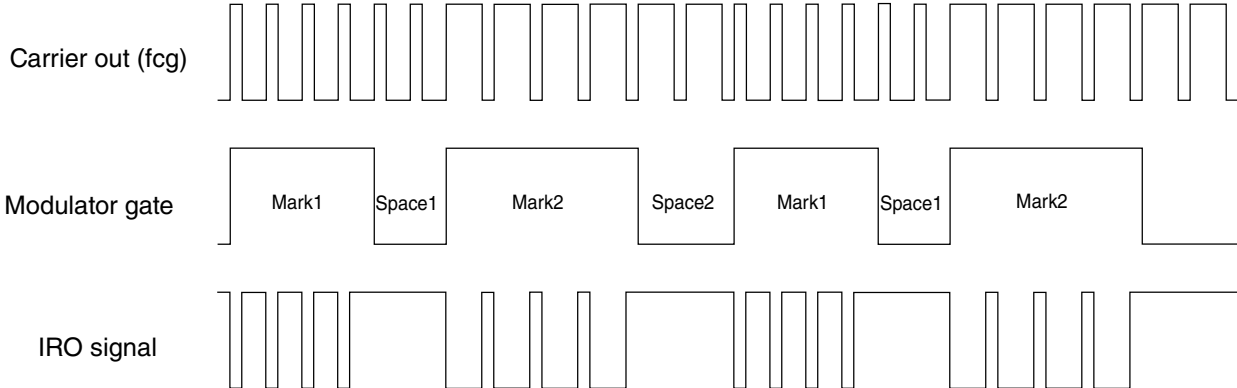 Carrier out (fcg)
Modulator gate
Mark1 Space1 Mark2 Space2 Mark1 Space1 Mark2
IRO signal